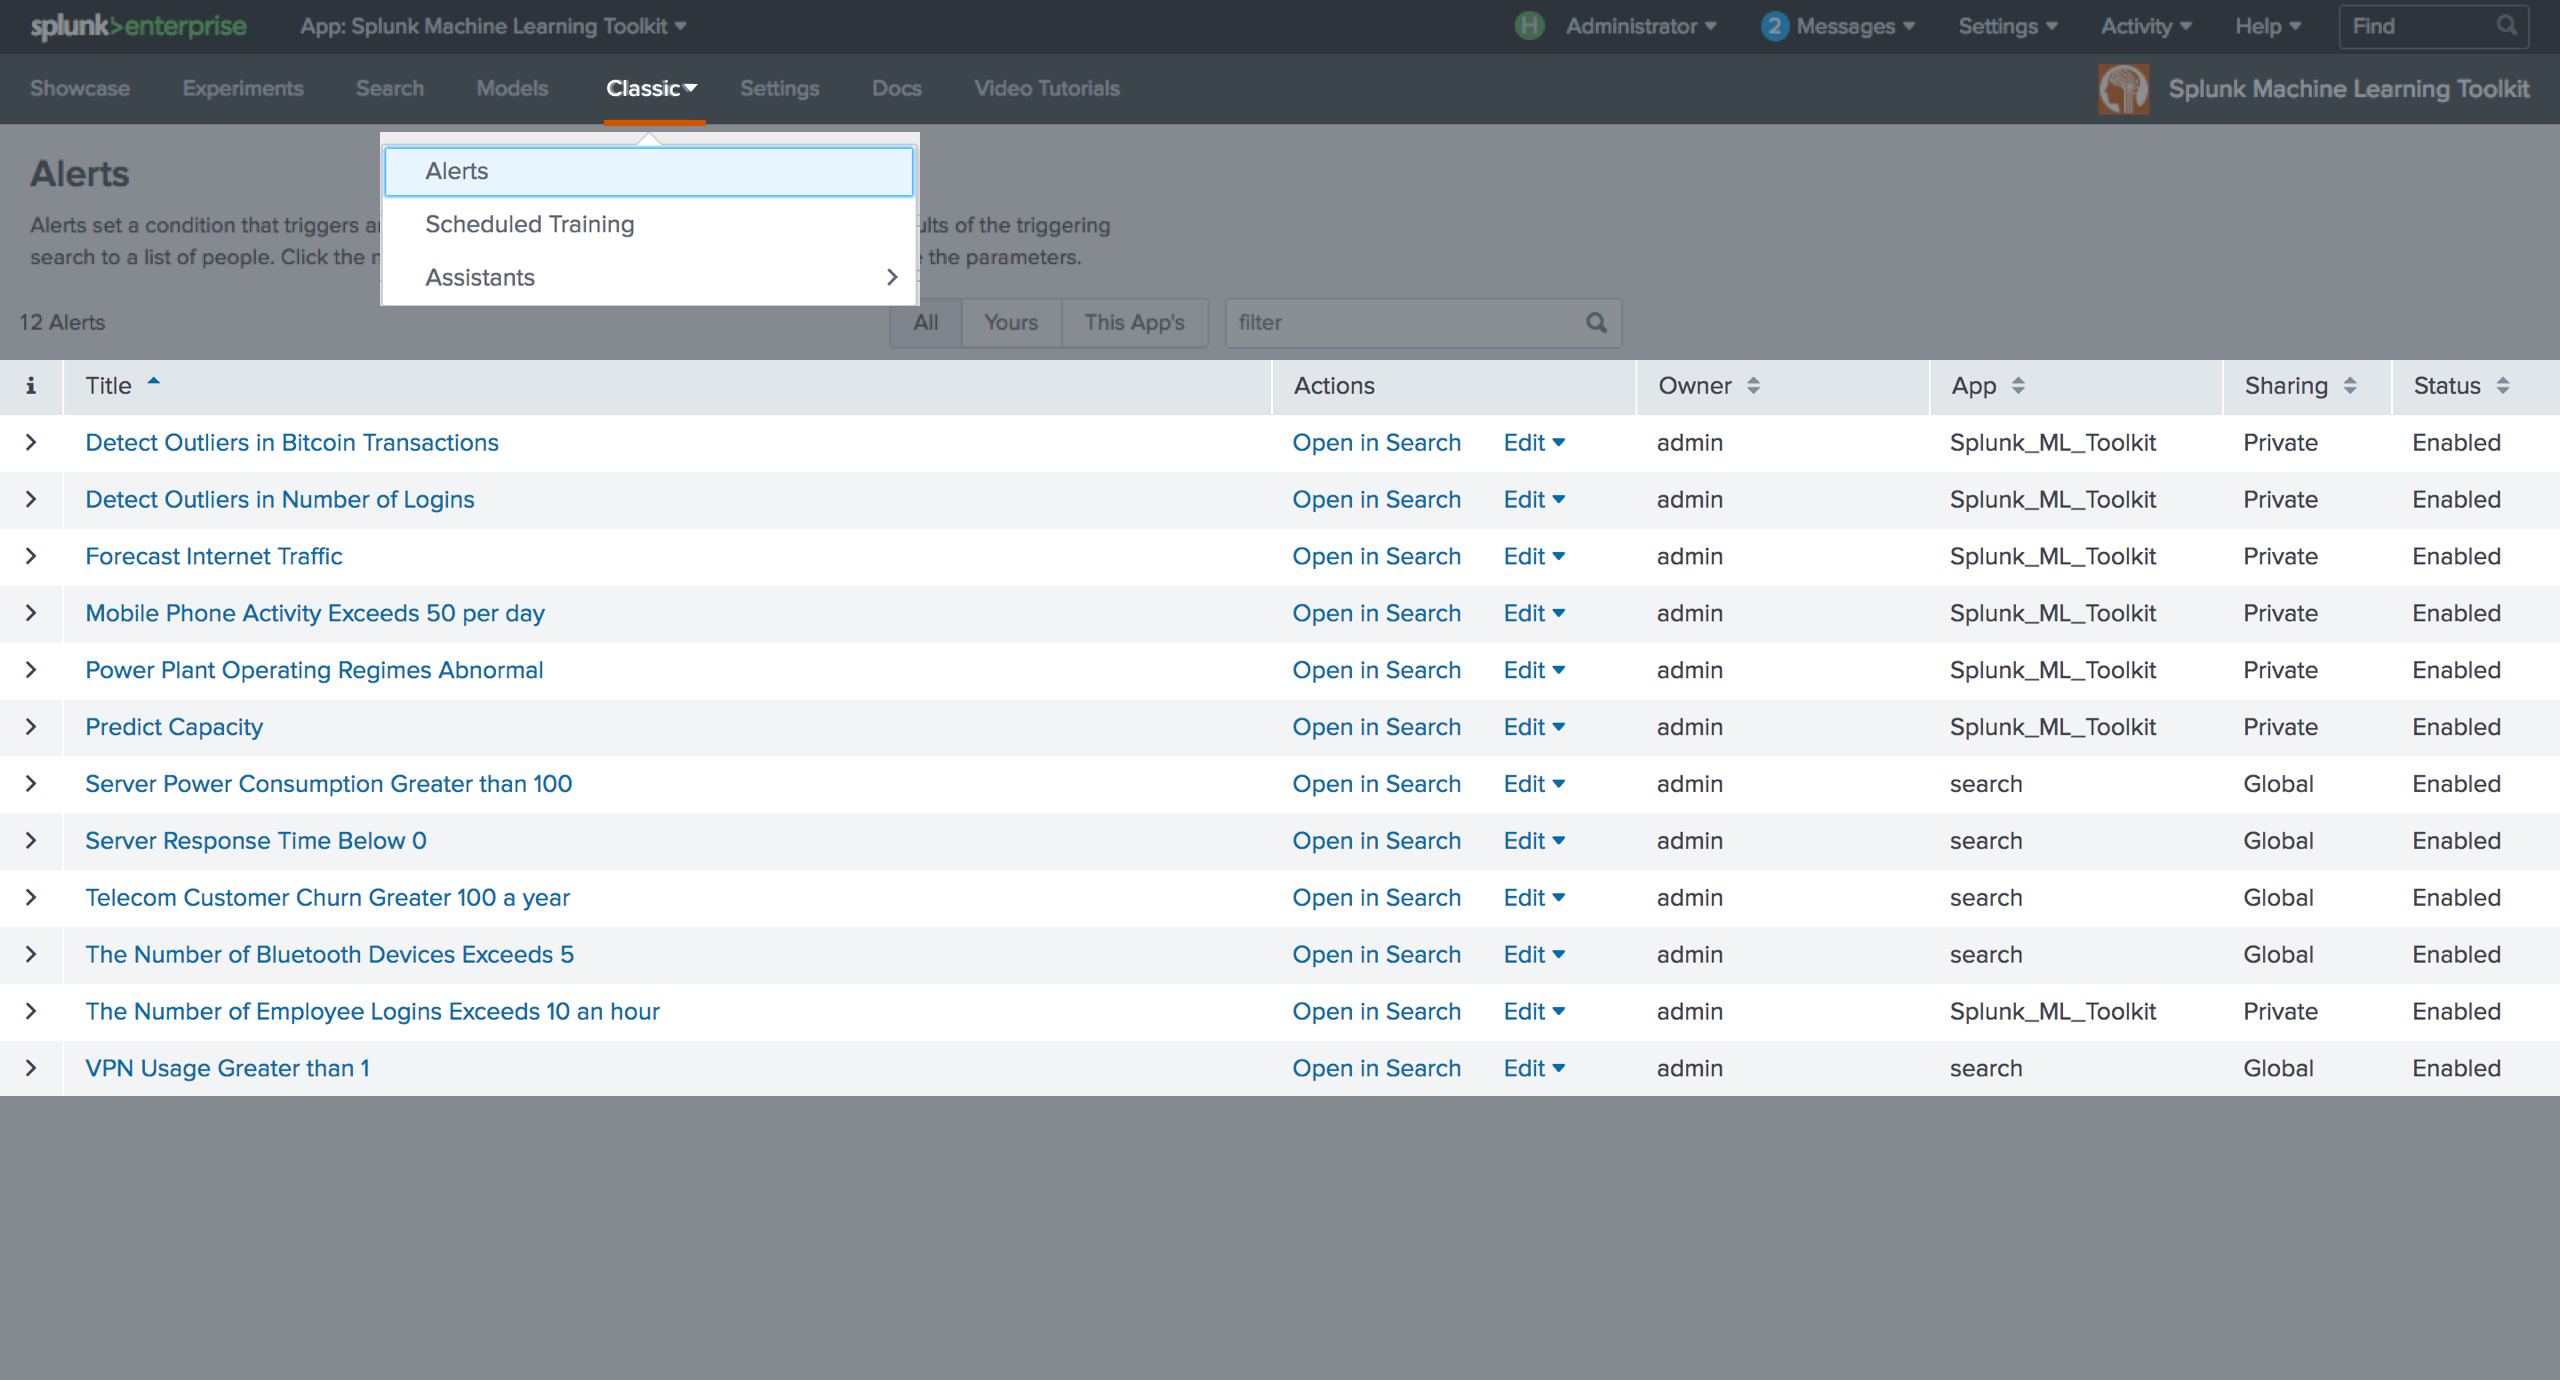 splunk>enterprise App: Splunk Machine Learning Toolkit H Administrator 2 Messages Settings Activity Help Find
Showcase Experiments Search Models Classic Settings Docs Video Tutorials Splunk Machine Learning Toolkit
Alerts
Alerts
Alerts set a condition that triggers of the triggering
Scheduled Training
search to a list of people. Click the the parameters.
Assistants
12 Alerts All Yours This App's filter
i Title Actions Owner App Sharing Status
Detect Outliers in Bitcoin Transactions Open in Search Edit admin Splunk_ML_Toolkit Private Enabled
Detect Outliers in Number of Logins Open in Search Edit admin Splunk_ML_Toolkit Private Enabled
Forecast Internet Traffic Open in Search Edit admin Splunk_ML_Toolkit Private Enabled
Mobile Phone Activity Exceeds 50 per day Open in Search Edit admin Splunk_ML_Toolkit Private Enabled
Power Plant Operating Regimes Abnormal Open in Search Edit admin Splunk_ML_Toolkit Private Enabled
Predict Capacity Open in Search Edit admin Splunk_ML_Toolkit Private Enabled
Server Power Consumption Greater than 100 Open in Search Edit admin search Global Enabled
Server Response Time Below 0 Open in Search Edit admin search Global Enabled
Telecom Customer Churn Greater 100 a year Open in Search Edit admin search Global Enabled
The Number of Bluetooth Devices Exceeds 5 Open in Search Edit admin search Global Enabled
The Number of Employee Logins Exceeds 10 an hour Open in Search Edit admin Splunk_ML_Toolkit Private Enabled
VPN Usage Greater than 1 Open in Search Edit admin search Global Enabled